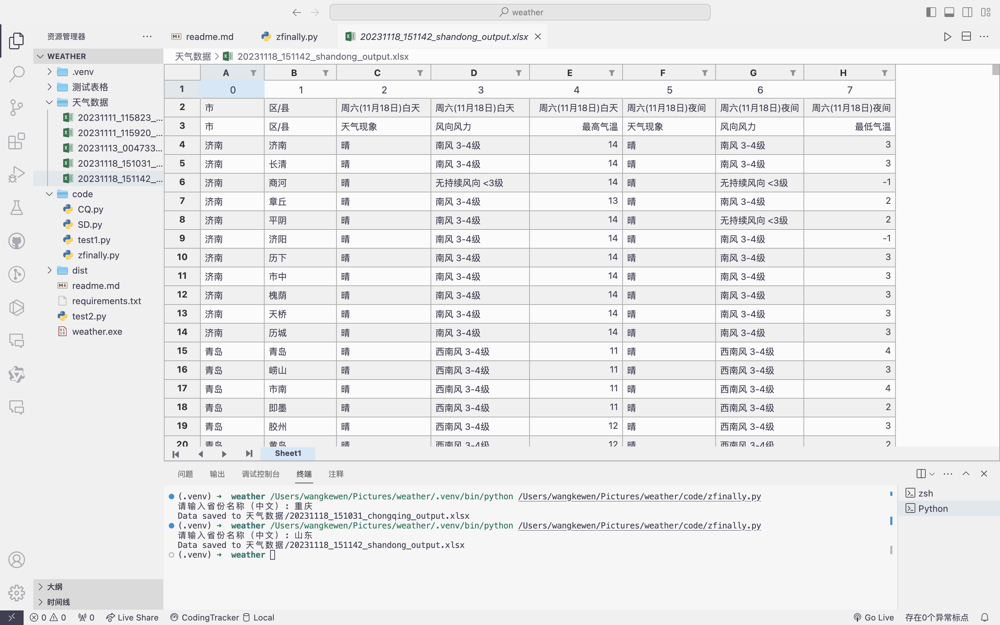 weather
资源管理器
readme.md
zfinally.py
20231118_151142_shandong_output.xlsx
WEATHER
.venv
测试表格
天气数据
20231111_115823_...
20231111_115920_...
20231113_004733...
20231118_151031_...
20231118_151142_...
code
CQ.py
SD.py
test1.py
zfinally.py
dist
readme.md
requirements.txt
test2.py
weather.exe
大纲
时间线
天气数据 > 20231118_151142_shandong_output.xlsx
A B C D E F G H
1 0 1 2 3 4 5 6 7
2 市 区/县 周六(11月18日)白天 周六(11月18日)白天 周六(11月18日)白天 周六(11月18日)夜间 周六(11月18日)夜间 周六(11月18日)夜间
3 市 区/县 天气现象 风向风力 最高气温 天气现象 风向风力 最低气温
4 济南 济南 晴 南风 3-4级 14 晴 南风 3-4级 3
5 济南 长清 晴 南风 3-4级 14 晴 南风 3-4级 3
6 济南 商河 晴 无持续风向 <3级 14 晴 无持续风向 <3级 -1
7 济南 章丘 晴 南风 3-4级 13 晴 南风 3-4级 2
8 济南 平阴 晴 南风 3-4级 14 晴 无持续风向 <3级 2
9 济南 济阳 晴 南风 3-4级 14 晴 南风 3-4级 -1
10 济南 历下 晴 南风 3-4级 14 晴 南风 3-4级 3
11 济南 市中 晴 南风 3-4级 14 晴 南风 3-4级 3
12 济南 槐荫 晴 南风 3-4级 14 晴 南风 3-4级 3
13 济南 天桥 晴 南风 3-4级 14 晴 南风 3-4级 3
14 济南 历城 晴 南风 3-4级 14 晴 南风 3-4级 3
15 青岛 青岛 晴 西南风 3-4级 11 晴 西南风 3-4级 4
16 青岛 崂山 晴 西南风 3-4级 11 晴 西南风 3-4级 3
17 青岛 市南 晴 西南风 3-4级 11 晴 西南风 3-4级 4
18 青岛 即墨 晴 西南风 3-4级 11 晴 西南风 3-4级 2
19 青岛 胶州 晴 西南风 3-4级 12 晴 西南风 3-4级 3
20 青岛 黄岛 晴 西南风 3-4级 12 晴 西南风 3-4级 2
Sheet1
问题 输出 调试控制台 终端 注释
(.venv) ➜ weather /Users/wangkewen/Pictures/weather/.venv/bin/python /Users/wangkewen/Pictures/weather/code/zfinally.py
请输入省份名称（中文）: 重庆
Data saved to 天气数据/20231118_151031_chongqing_output.xlsx
(.venv) ➜ weather /Users/wangkewen/Pictures/weather/.venv/bin/python /Users/wangkewen/Pictures/weather/code/zfinally.py
请输入省份名称（中文）: 山东
Data saved to 天气数据/20231118_151142_shandong_output.xlsx
(.venv) ➜ weather
zsh
Python
0 0 0 Live Share CodingTracker Local Go Live 存在0个异常标点